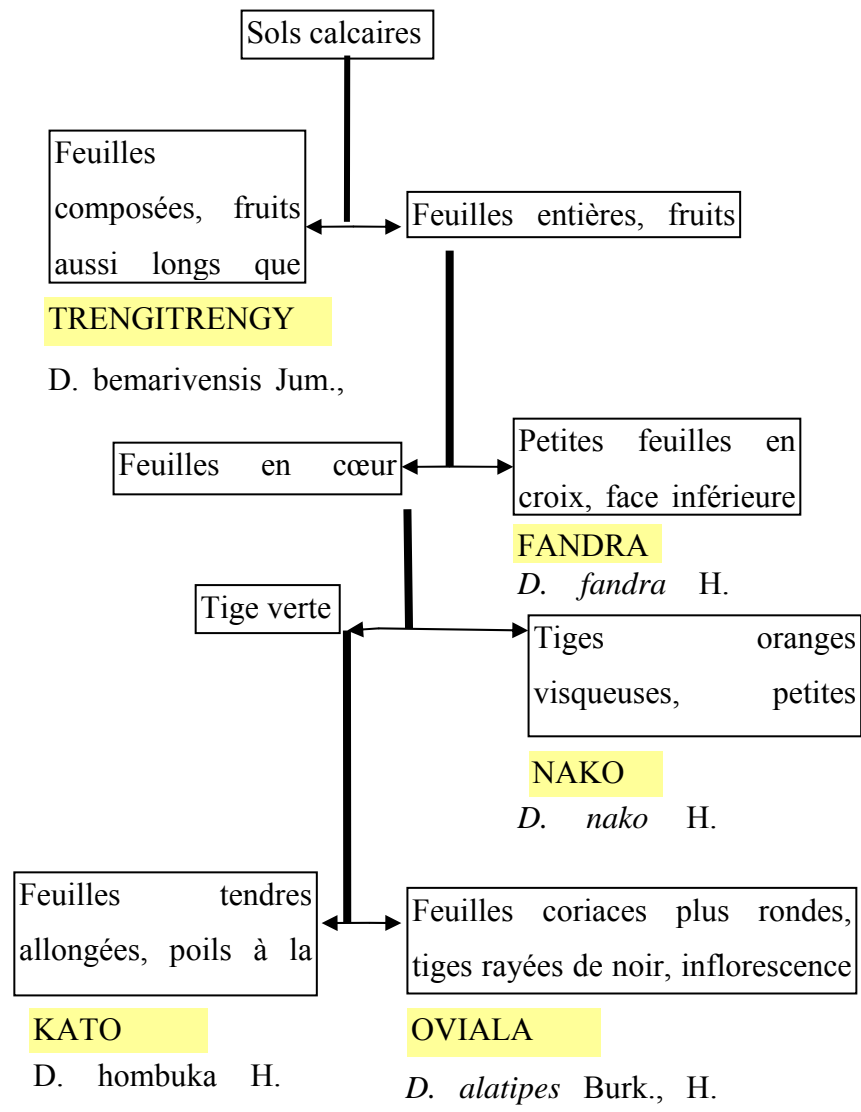 Sols calcaires
Feuilles
composées, fruits
aussi longs que
TRENGITRENGY
D. bemarivensis Jum.,
Feuilles entières, fruits
Feuilles en cœur
Petites feuilles en
croix, face inférieure
FANDRA
D. fandra H.
Tige verte
Tiges oranges
visqueuses, petites
NAKO
D. nako H.
Feuilles tendres
allongées, poils à la
KATO
D. hombuka H.
Feuilles coriaces plus rondes,
tiges rayées de noir, inflorescence
OVIALA
D. alatipes Burk., H.